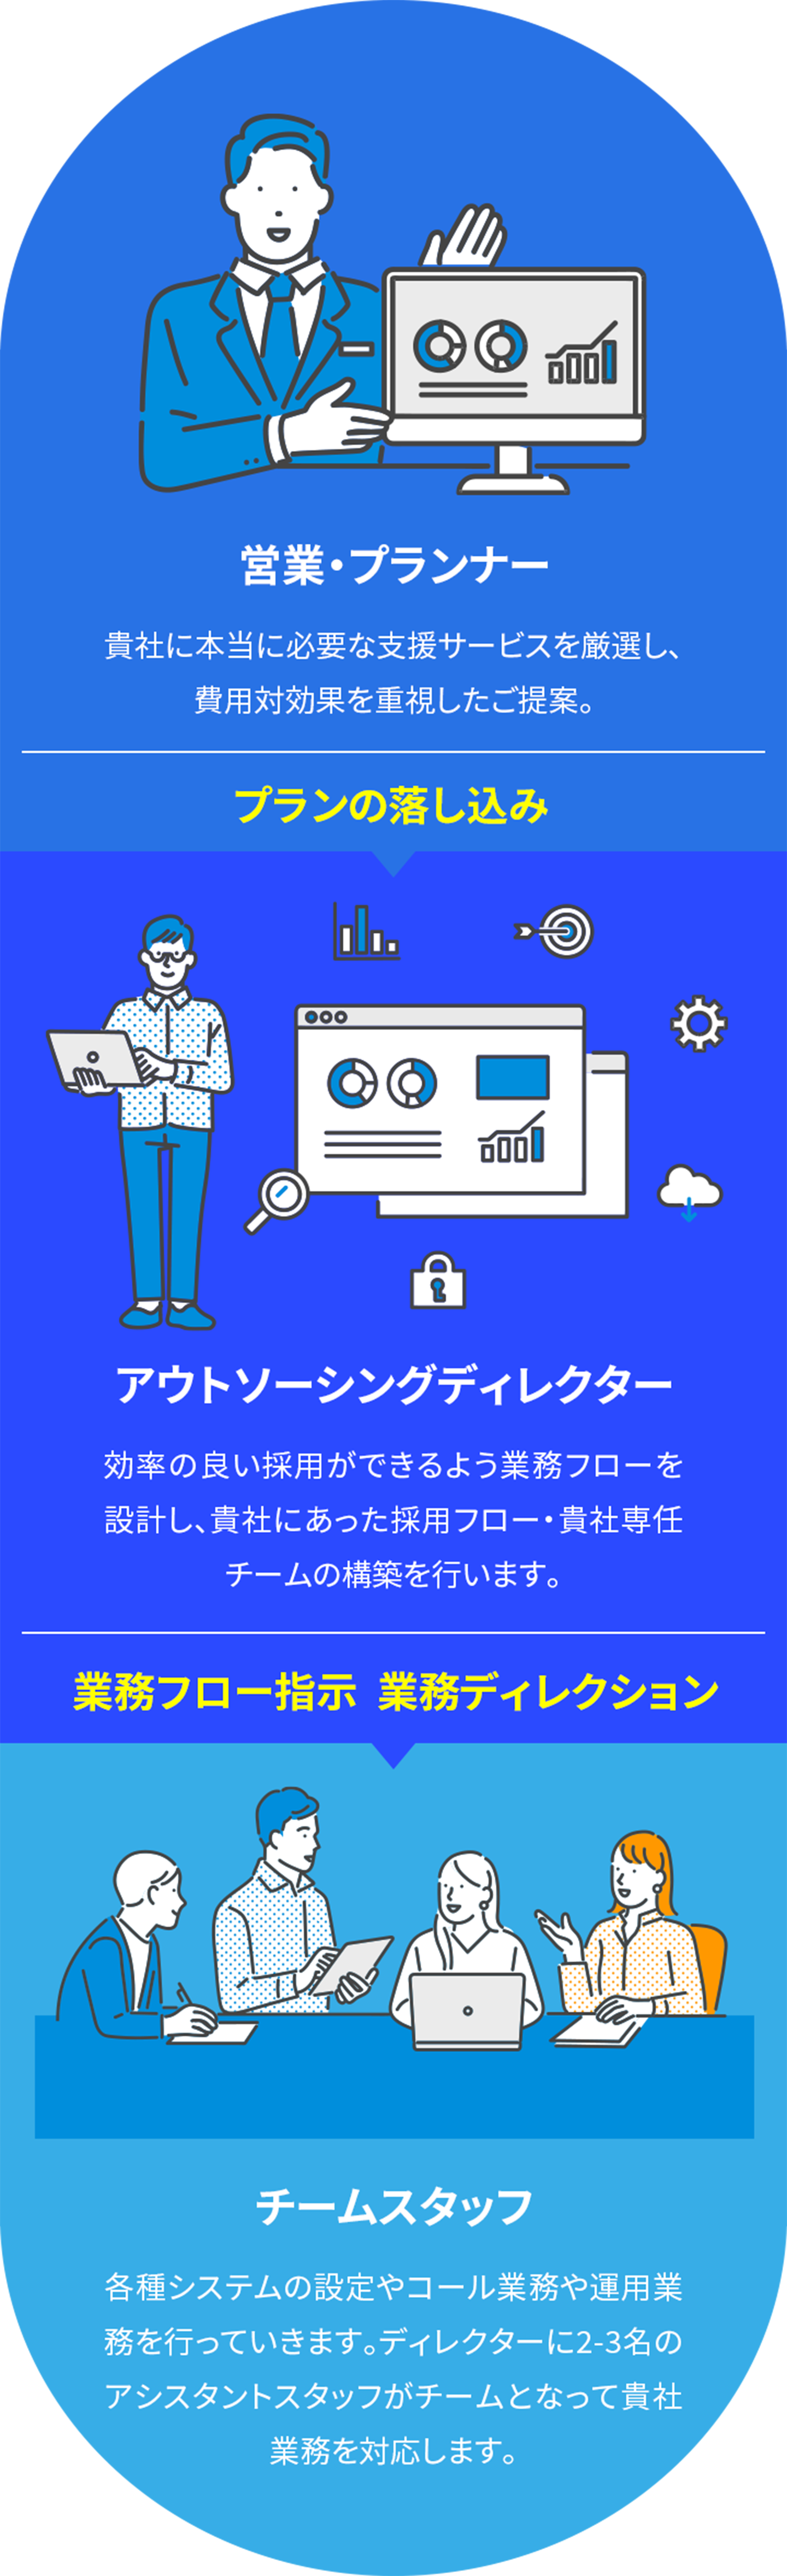 営業・プランナー
貴社に本当に必要な支援サービスを厳選し、
費用対効果を重視したご提案。
プランの落し込み
アウトソーシングディレクター
効率の良い採用ができるよう業務フローを
設計し、貴社にあった採用フロー・貴社専任
チームの構築を行います。
業務フロー指示 業務ディレクション
チームスタッフ
各種システムの設定やコール業務や運用業
務を行っていきます。ディレクターに2-3名の
アシスタントスタッフがチームとなって貴社
業務を対応します。